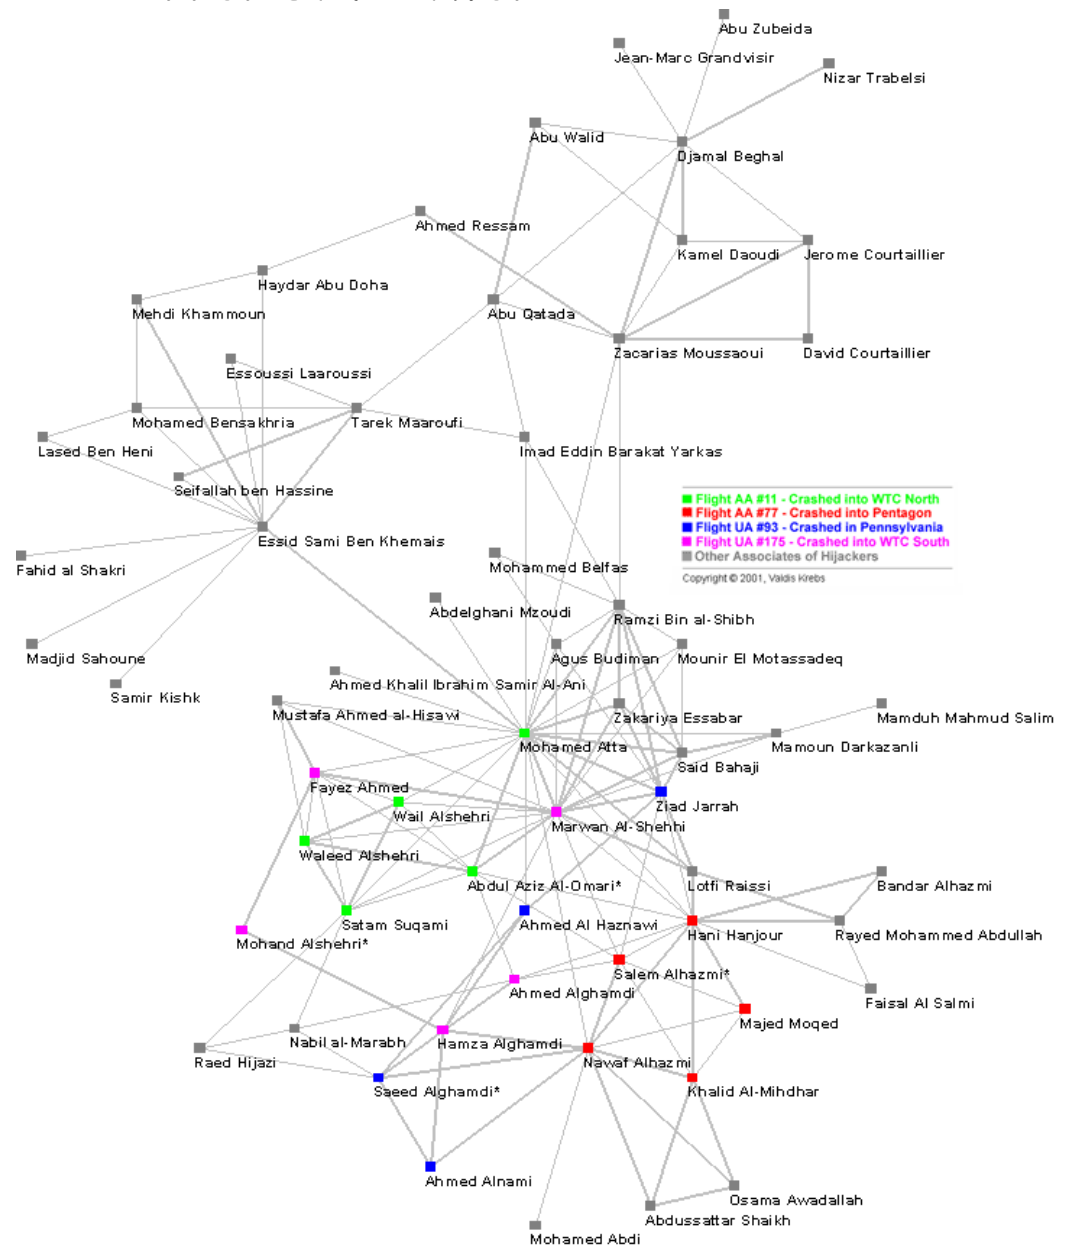 Abu Zubeida
Jean-Marc Grandvisir
Nizar Trabelsi
Abu Walid
Djamal Beghal
Ahmed Ressam
Kamel Daoudi
Jerome Courtaillier
Haydar Abu Doha
Mehdi Khammoun
Abu Qatada
Zacarias Moussaoui
David Courtaillier
Essoussi Laaroussi
Mohamed Bensakhria
Tarek Maaroufi
Lased Ben Heni
Imad Eddin Barakat Yarkas
Seifallah ben Hassine
Flight AA #11 - Crashed into WTC North
Flight AA #77 - Crashed into Pentagon
Flight UA #93 - Crashed in Pennsylvania
Flight UA #175 - Crashed into WTC South
Other Associates of Hijackers
Copyright © 2001, Valdis Krebs
Essid Sami Ben Khemais
Fahid al Shakri
Mohammed Belfas
Abdelghani Mzoudi
Ramzi Bin al-Shibh
Madjid Sahoune
Agus Budiman
Mounir El Motassadeq
Samir Kishk
Ahmed Khalil Ibrahim Samir Al-Ani
Mustafa Ahmed al-Hisawi
Zakariya Essabar
Mamduh Mahmud Salim
Mohamed Atta
Mamoun Darkazanli
Said Bahaji
Fayez Ahmed
Ziad Jarrah
Wail Alshehri
Marwan Al-Shehhi
Waleed Alshehri
Abdul Aziz Al-Omari*
Lotfi Raissi
Bandar Alhazmi
Satam Suqami
Ahmed Al Haznawi
Hani Hanjour
Rayed Mohammed Abdullah
Mohand Alshehri*
Salem Alhazmi*
Ahmed Alghamdi
Faisal Al Salmi
Majed Moqed
Nabil al-Marabh
Hamza Alghamdi
Raed Hijazi
Nawaf Alhazmi
Saeed Alghamdi*
Khalid Al-Mihdhar
Ahmed Alnami
Osama Awadallah
Abdussattar Shaikh
Mohamed Abdi